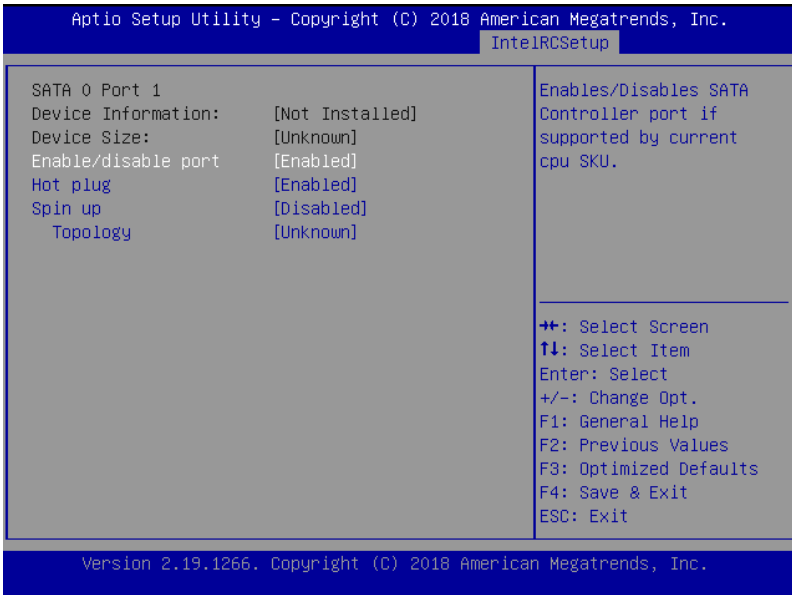 Aptio Setup Utility – Copyright (C) 2018 American Megatrends, Inc.
IntelRCSetup
SATA 0 Port 1
Device Information: [Not Installed]
Device Size: [Unknown]
Enable/disable port [Enabled]
Hot plug [Enabled]
Spin up [Disabled]
Topology [Unknown]
Enables/Disables SATA
Controller port if
supported by current
cpu SKU.
→←: Select Screen
↑↓: Select Item
Enter: Select
+/-: Change Opt.
F1: General Help
F2: Previous Values
F3: Optimized Defaults
F4: Save & Exit
ESC: Exit
Version 2.19.1266. Copyright (C) 2018 American Megatrends, Inc.